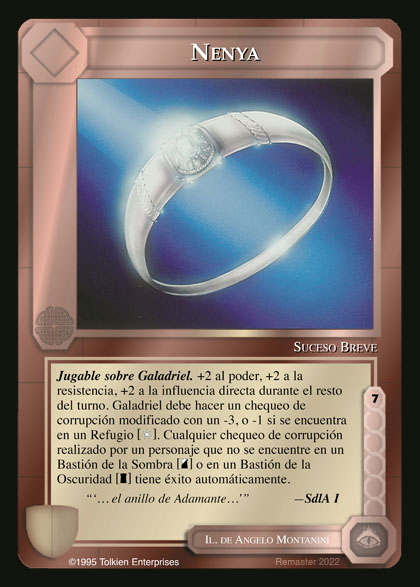 NENYA
SUCESO BREVE
Jugable sobre Galadriel. +2 al poder, +2 a la
resistencia, +2 a la influencia directa durante el resto
del turno. Galadriel debe hacer un chequeo de
corrupción modificado con un -3, o -1 si se encuentra
en un Refugio [ ]. Cualquier chequeo de corrupción
realizado por un personaje que no se encuentre en un
Bastión de la Sombra [ ] o en un Bastión de la
Oscuridad [ ] tiene éxito automáticamente.
7
“‘… el anillo de Adamante…’” —SdlA I
IL. DE ANGELO MONTANINI
©1995 Tolkien Enterprises
Remaster 2022